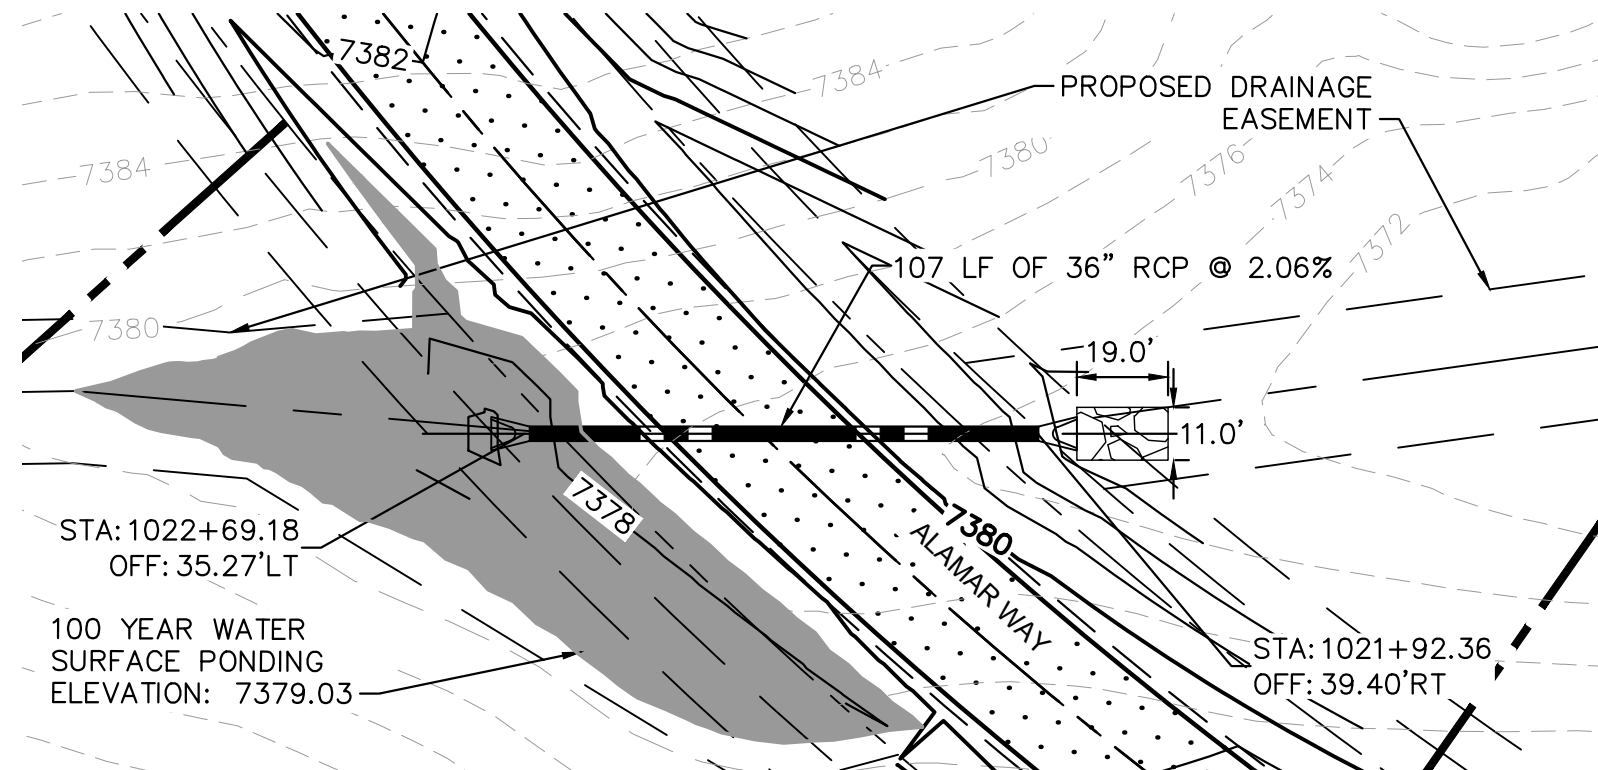 7382
7384
PROPOSED DRAINAGE
EASEMENT
7380
7376
7384
7374
7372
107 LF OF 36” RCP @ 2.06%
7380
19.0’
11.0’
7378
7380
STA: 1022+69.18
OFF: 35.27’LT
ALAMAR WAY
100 YEAR WATER
SURFACE PONDING
ELEVATION: 7379.03
STA: 1021+92.36
OFF: 39.40’RT